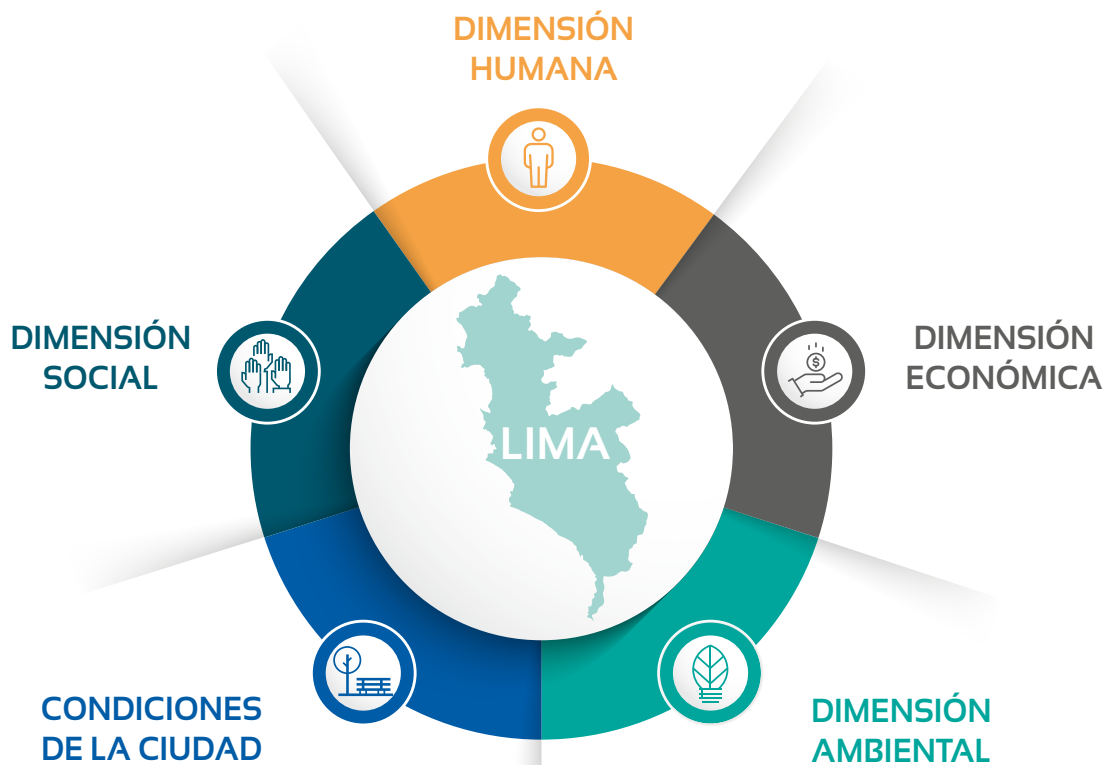 DIMENSIÓN
HUMANA
DIMENSIÓN
SOCIAL
DIMENSIÓN
ECONÓMICA
$
LIMA
CONDICIONES
DE LA CIUDAD
DIMENSIÓN
AMBIENTAL